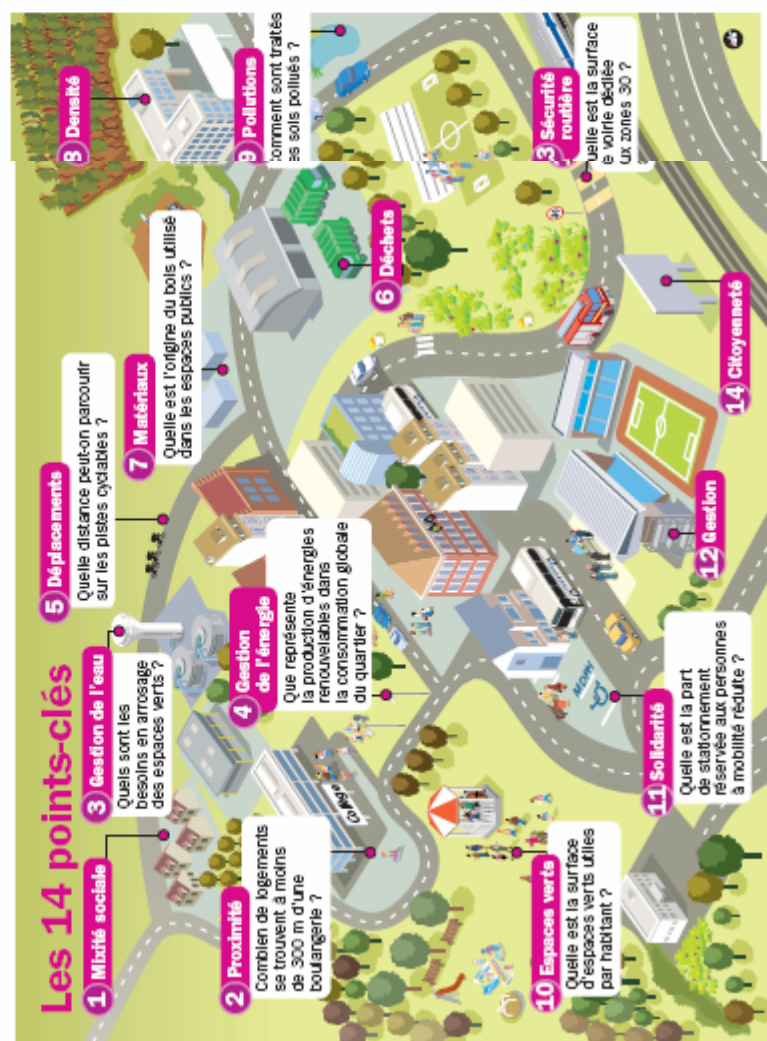 Les 14 points-clés
1 Mixité sociale
2 Proximité
Combien de logements
se trouvent à moins
de 300 m d'une
boulangerie ?
3 Gestion de l'eau
Quels sont les
besoins en arrosage
des espaces verts ?
4 Gestion
de l'énergie
Que représente
la production d'énergies
renouvelables dans
la consommation globale
du quartier ?
5 Déplacements
Quelle distance peut-on parcourir
sur les pistes cyclables ?
6 Déchets
7 Matériaux
Quelle est l'origine du bois utilisé
dans les espaces publics ?
8 Densité
9 Pollutions
Comment sont traités
es sols pollués ?
10 Espaces verts
Quelle est la surface
d'espaces verts utiles
par habitant ?
11 Solidarité
Quelle est la part
de stationnement
réservée aux personnes
à mobilité réduite ?
12 Gestion
3 Sécurité
routière
uelle est la surface
e voirie dédiée
ux zones 30 ?
14 Citoyenneté
Collège
MDPH
30